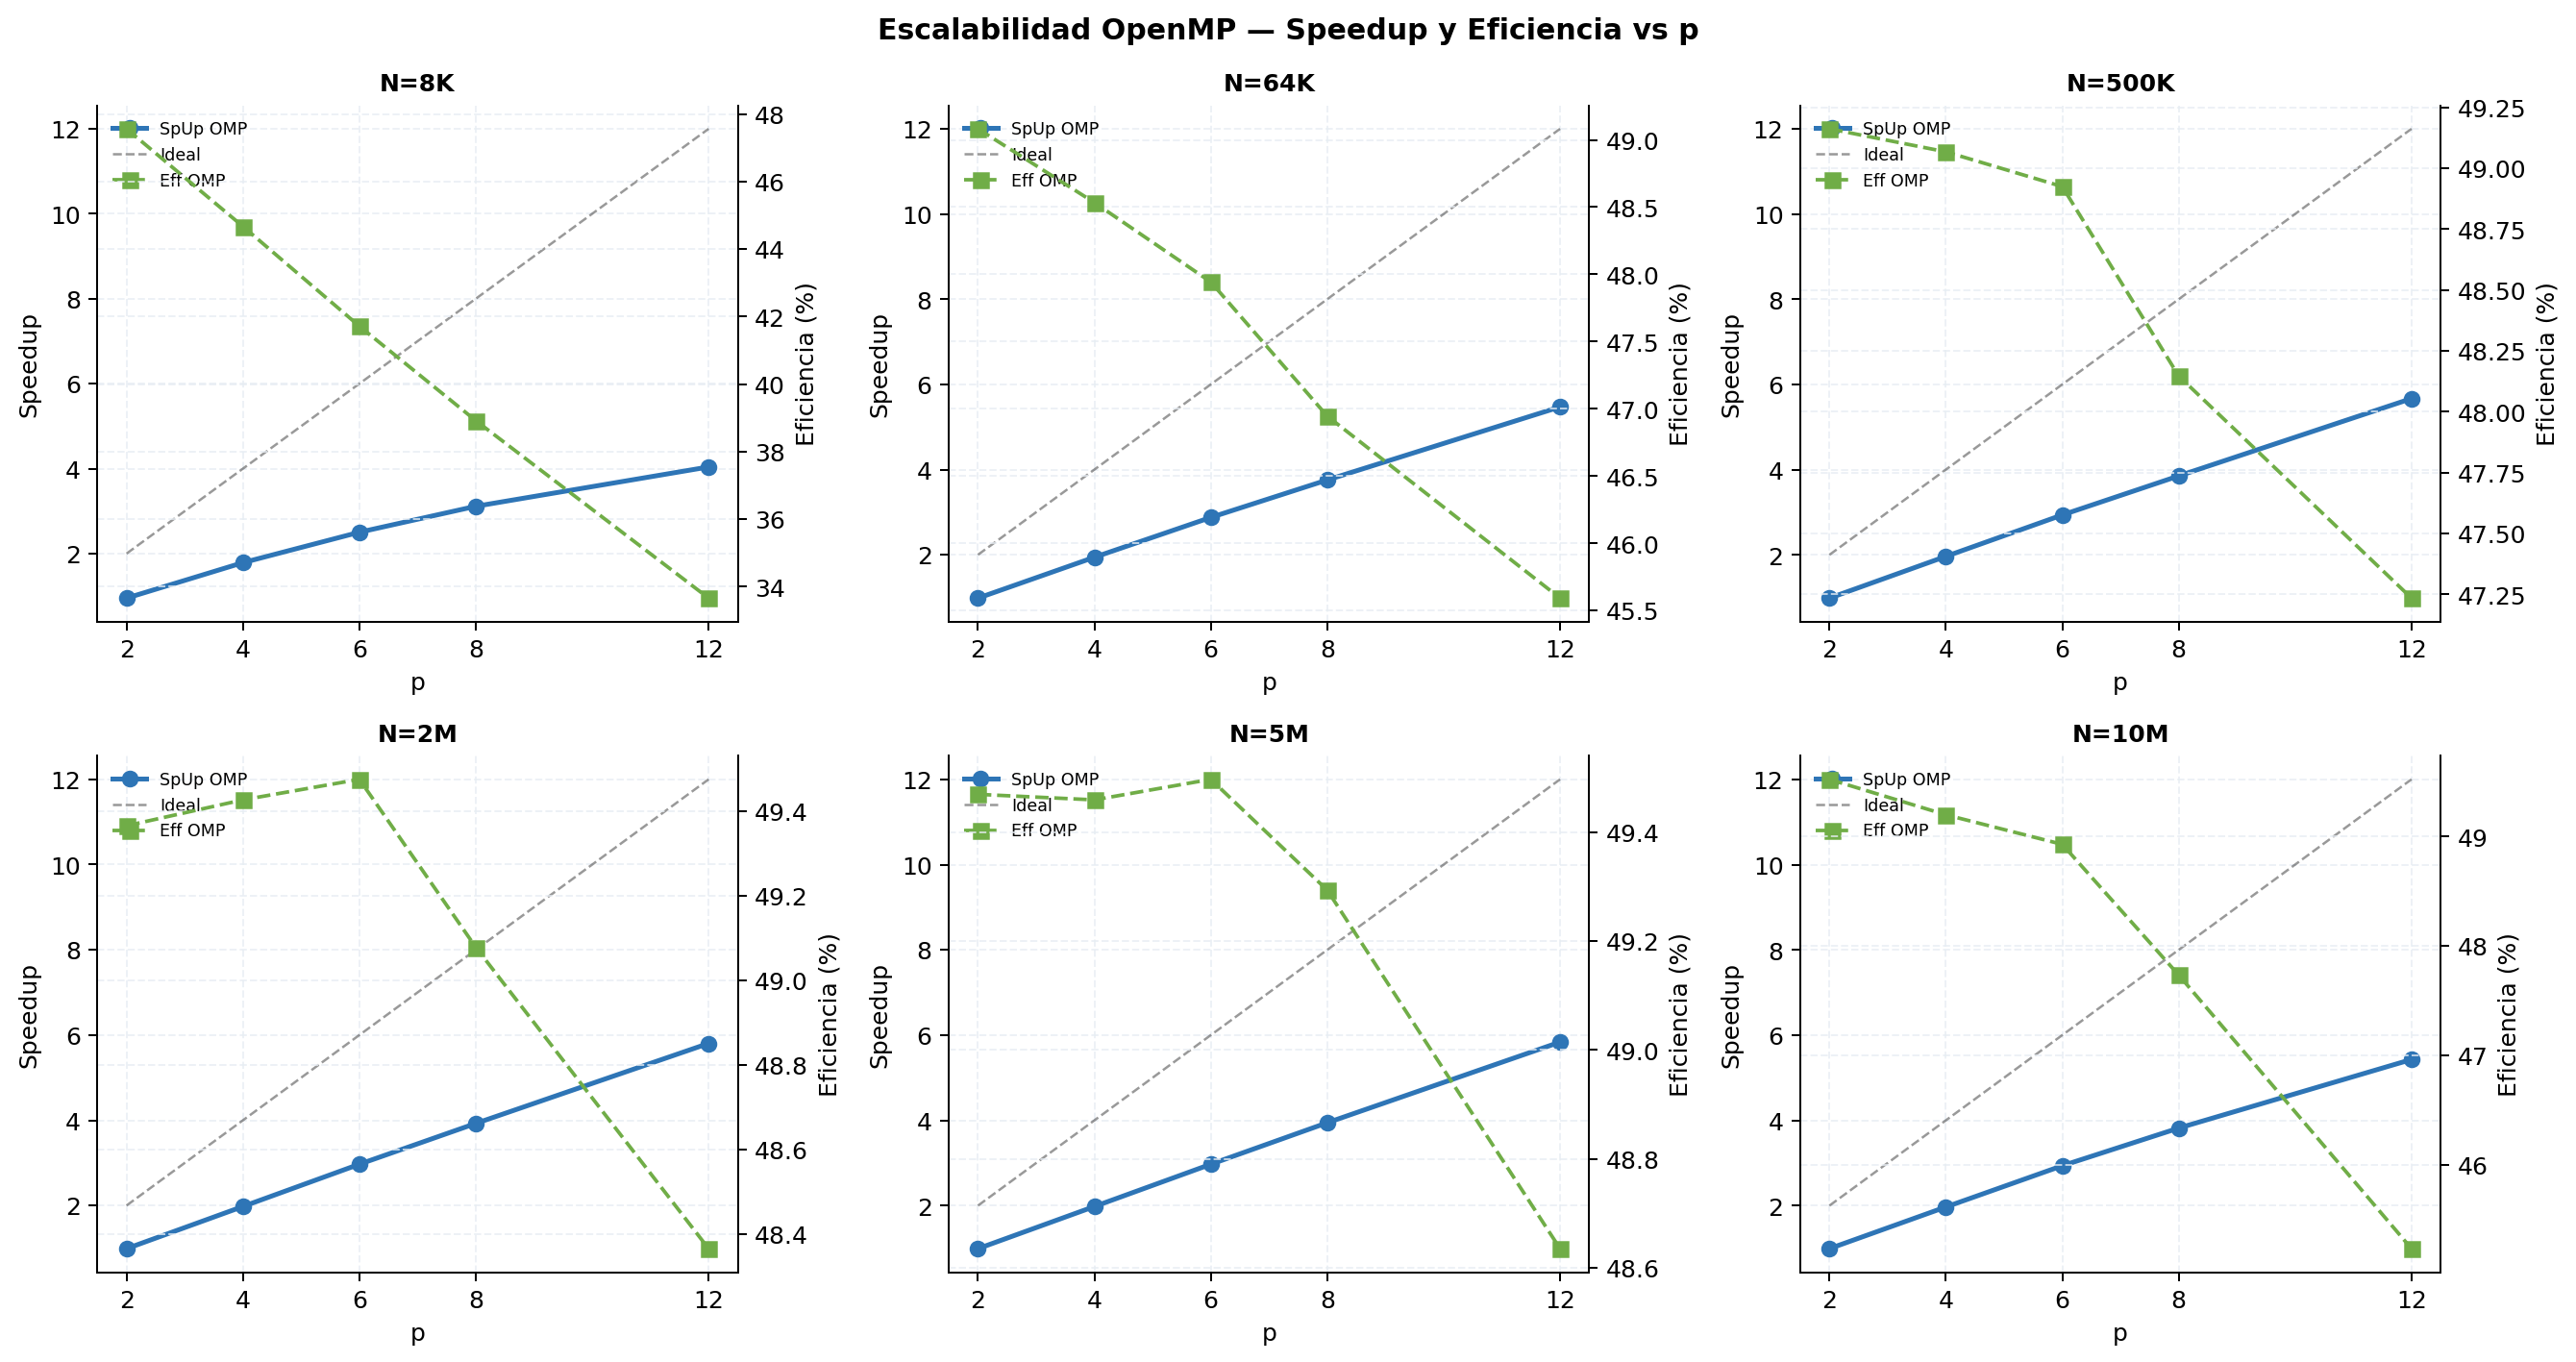 Escalabilidad OpenMP — Speedup y Eficiencia vs p
N=8K
SpUp OMP
Ideal
Eff OMP
12
10
8
6
4
2
Speedup
48
46
44
42
40
38
36
34
Eficiencia (%)
2 4 6 8 12
p
N=64K
SpUp OMP
Ideal
Eff OMP
12
10
8
6
4
2
Speedup
49.0
48.5
48.0
47.5
47.0
46.5
46.0
45.5
Eficiencia (%)
2 4 6 8 12
p
N=500K
SpUp OMP
Ideal
Eff OMP
12
10
8
6
4
2
Speedup
49.25
49.00
48.75
48.50
48.25
48.00
47.75
47.50
47.25
Eficiencia (%)
2 4 6 8 12
p
N=2M
SpUp OMP
Ideal
Eff OMP
12
10
8
6
4
2
Speedup
49.4
49.2
49.0
48.8
48.6
48.4
Eficiencia (%)
2 4 6 8 12
p
N=5M
SpUp OMP
Ideal
Eff OMP
12
10
8
6
4
2
Speedup
49.4
49.2
49.0
48.8
48.6
Eficiencia (%)
2 4 6 8 12
p
N=10M
SpUp OMP
Ideal
Eff OMP
12
10
8
6
4
2
Speedup
49
48
47
46
Eficiencia (%)
2 4 6 8 12
p